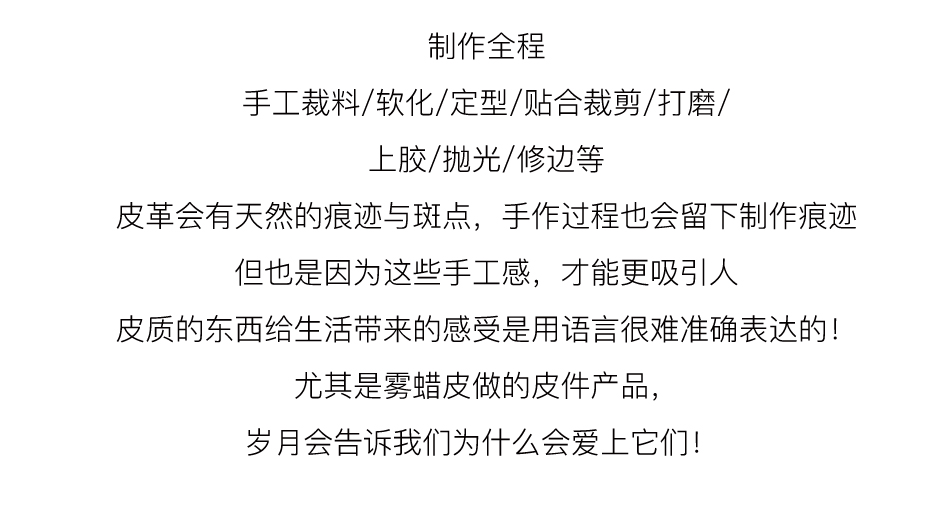 制作全程
手工裁料/软化/定型/贴合裁剪/打磨/
上胶/抛光/修边等
皮革会有天然的痕迹与斑点，手作过程也会留下制作痕迹
但也是因为这些手工感，才能更吸引人
皮质的东西给生活带来的感受是用语言很难准确表达的！
尤其是雾蜡皮做的皮件产品，
岁月会告诉我们为什么会爱上它们！